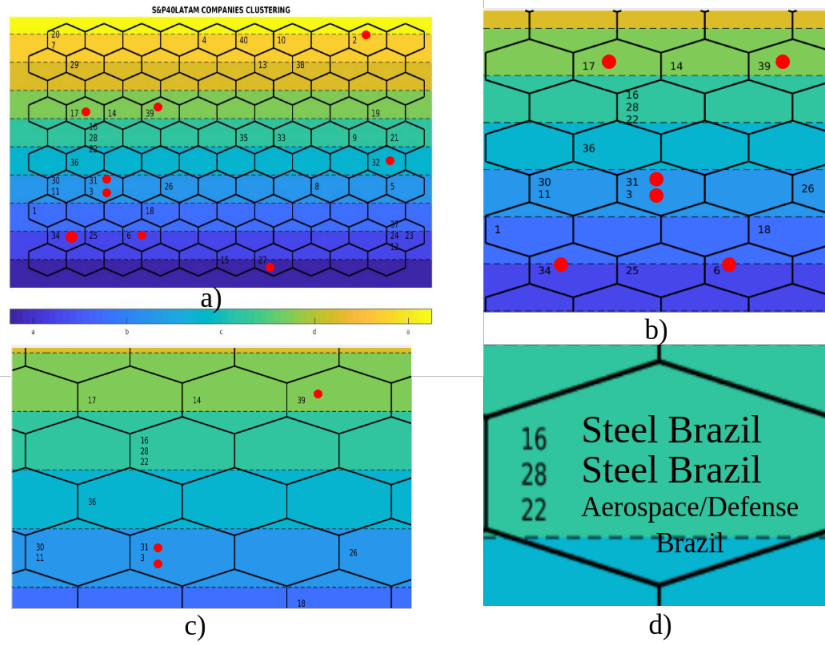 S&P40LATAM COMPANIES CLUSTERING
20
7
4 40 10 2
29 13 38
17 14 39 19
16
28
22
35 33 9 21
36 32
30 31 26 8 5
11 3
1 18
37
34 25 6 24 23
12
15 27
a)
a b c d e
17 14 39
16
28
22
36
30 31 26
11 3
1 18
34 25 6
b)
17 14 39
16
28
22
36
30 31 26
11 3
18
c)
16 Steel Brazil
28 Steel Brazil
22 Aerospace/Defense
Brazil
d)